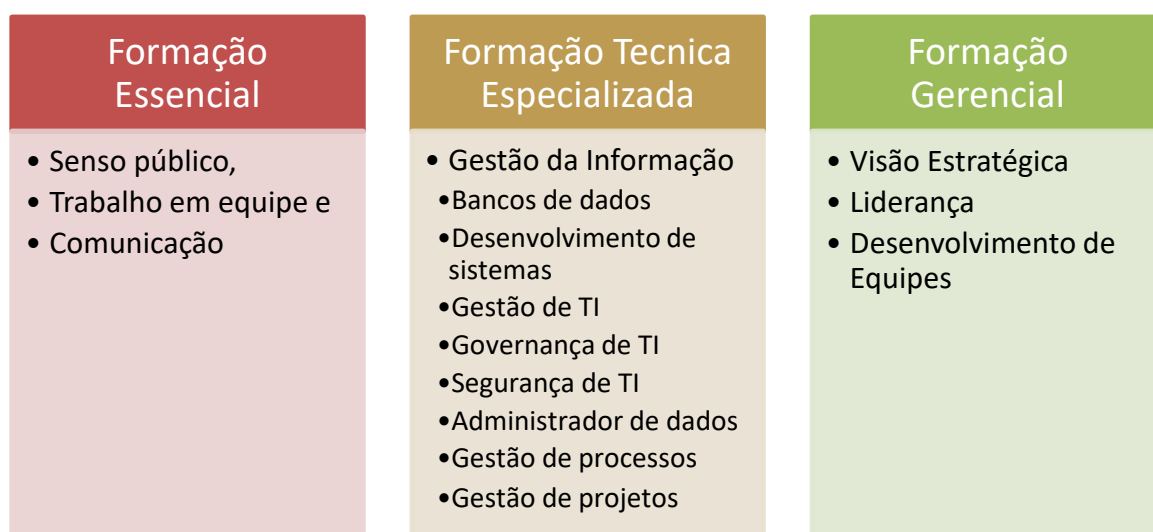 Formação
Essencial
• Senso público,
• Trabalho em equipe e
• Comunicação
Formação Tecnica
Especializada
• Gestão da Informação
•Bancos de dados
•Desenvolvimento de
sistemas
•Gestão de TI
•Governança de TI
•Segurança de TI
•Administrador de dados
•Gestão de processos
•Gestão de projetos
Formação
Gerencial
• Visão Estratégica
• Liderança
• Desenvolvimento de
Equipes